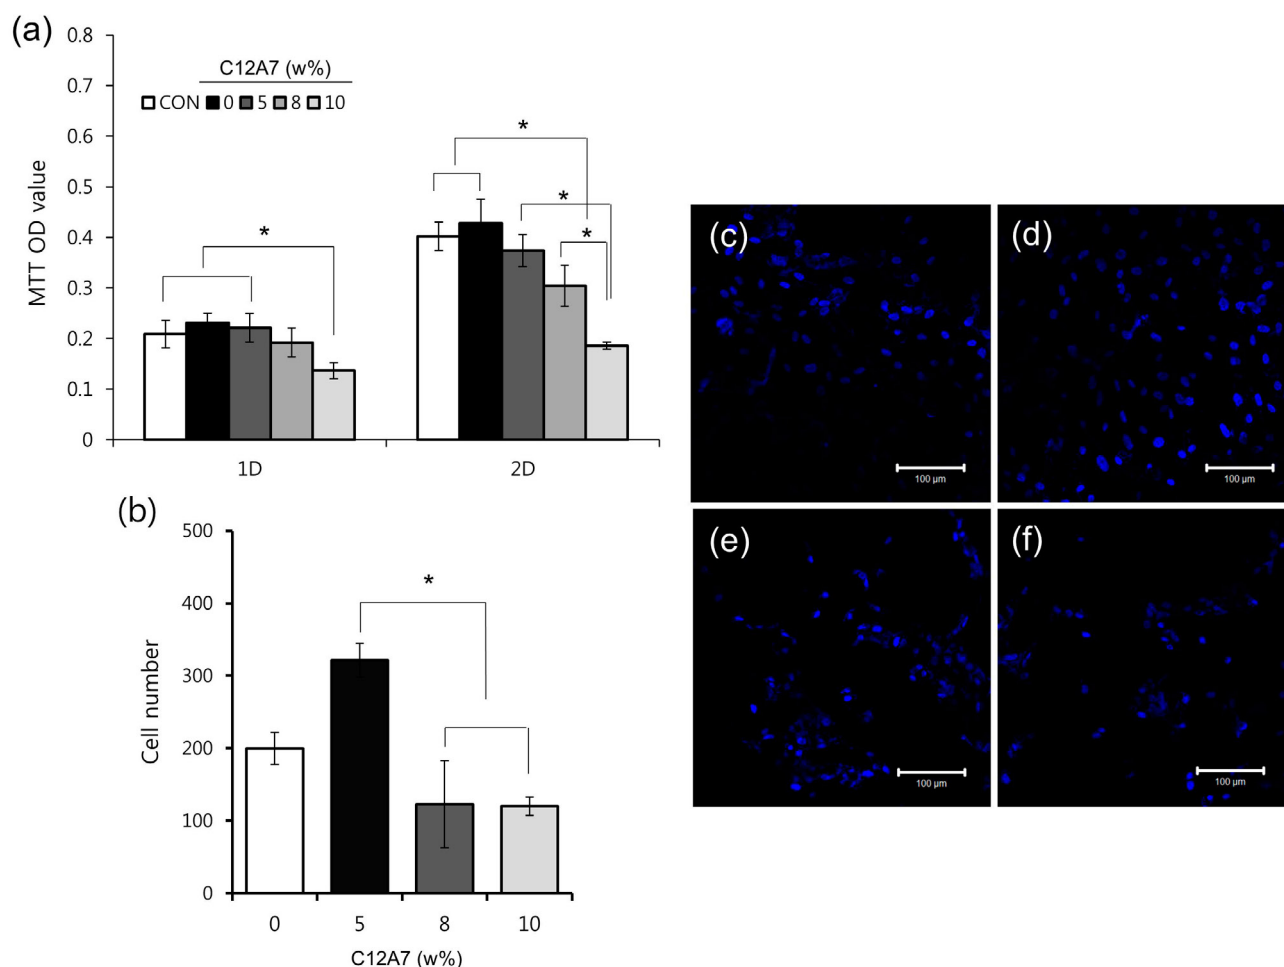 (a)
MTT OD value
0.8
0.7
0.6
0.5
0.4
0.3
0.2
0.1
0
C12A7 (w%)
CON 0 5 8 10
*
*
*
*
1D 2D
(b)
Cell number
500
400
300
200
100
0
*
0 5 8 10
C12A7 (w%)
(c)
100 μm
(d)
100 μm
(e)
100 μm
(f)
100 μm